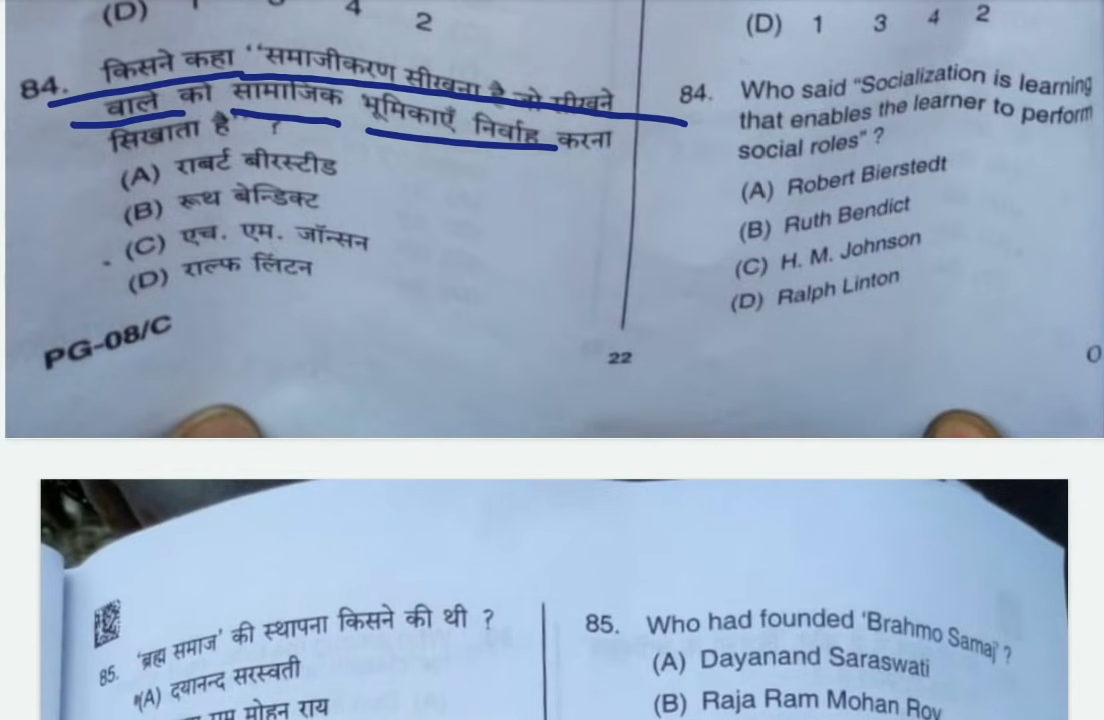 (D)
4
2
84. किसने कहा ‘‘समाजीकरण सीखना है जो सीखने
वाले को सामाजिक भूमिकाएँ निर्वाह करना
सिखाता है’’ ?
(A) राबर्ट बीरस्टीड
(B) रूथ बेन्डिक्ट
(C) एच. एम. जॉन्सन
(D) राल्फ लिंटन
PG-08/C
(D) 1 3 4 2
84. Who said “Socialization is learning
that enables the learner to perform
social roles” ?
(A) Robert Bierstedt
(B) Ruth Bendict
(C) H. M. Johnson
(D) Ralph Linton
22
85. ‘ब्रह्म समाज’ की स्थापना किसने की थी ?
(A) दयानन्द सरस्वती
राम मोहन राय
85. Who had founded ‘Brahmo Samaj’ ?
(A) Dayanand Saraswati
(B) Raja Ram Mohan Roy